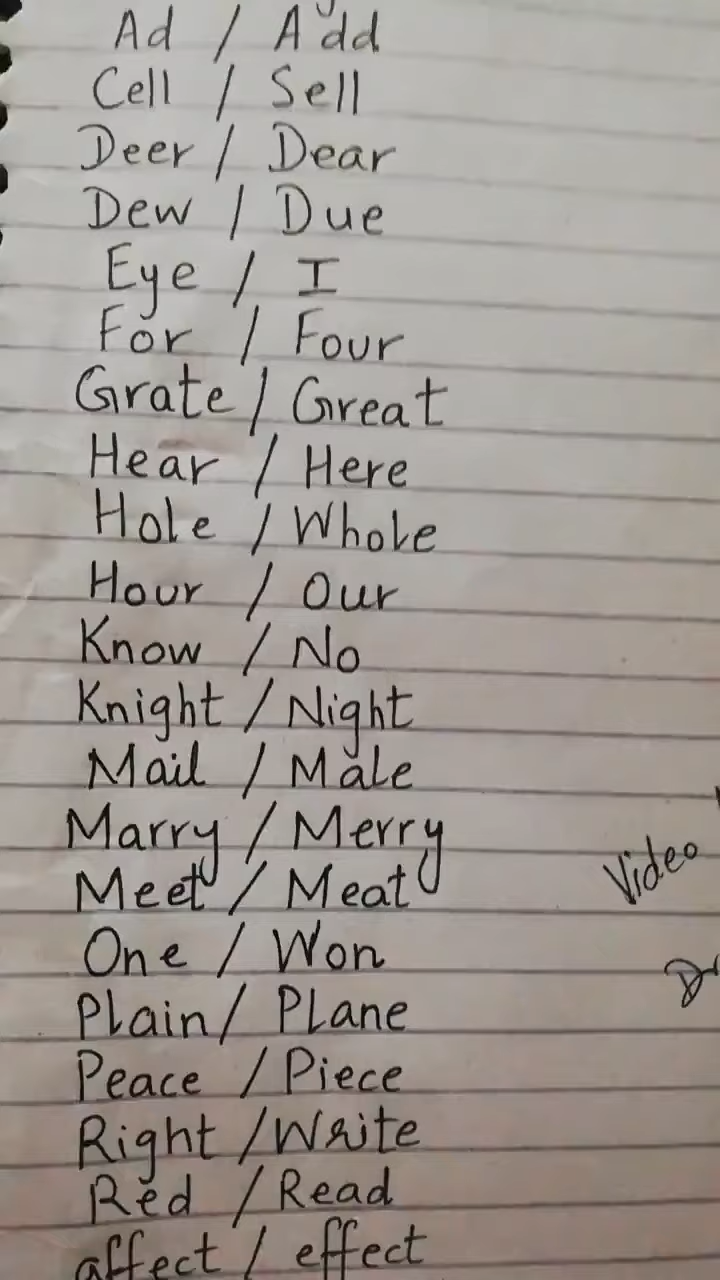 Ad / Add
Cell / Sell
Deer / Dear
Dew / Due
Eye / I
For / Four
Grate / Great
Hear / Here
Hole / Whole
Hour / Our
Know / No
Knight / Night
Mail / Male
Marry / Merry
Meet / Meat
Video
One / Won
Plain / Plane
Peace / Piece
Right / Write
Red / Read
affect / effect